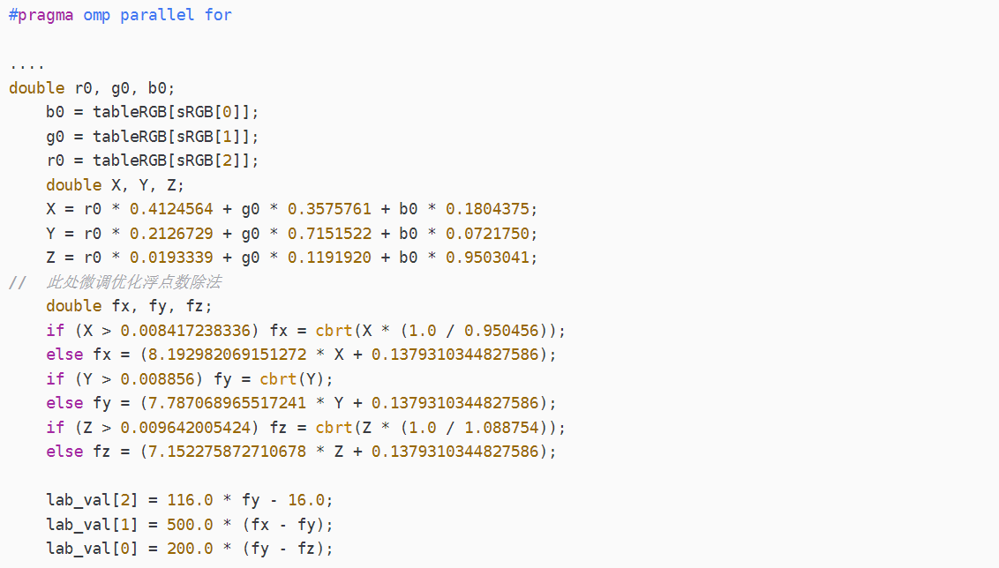 #pragma omp parallel for
....
double r0, g0, b0;
b0 = tableRGB[sRGB[0]];
g0 = tableRGB[sRGB[1]];
r0 = tableRGB[sRGB[2]];
double X, Y, Z;
X = r0 * 0.4124564 + g0 * 0.3575761 + b0 * 0.1804375;
Y = r0 * 0.2126729 + g0 * 0.7151522 + b0 * 0.0721750;
Z = r0 * 0.0193339 + g0 * 0.1191920 + b0 * 0.9503041;
// 此处微调优化浮点数除法
double fx, fy, fz;
if (X > 0.008417238336) fx = cbrt(X * (1.0 / 0.950456));
else fx = (8.192982069151272 * X + 0.1379310344827586);
if (Y > 0.008856) fy = cbrt(Y);
else fy = (7.787068965517241 * Y + 0.1379310344827586);
if (Z > 0.009642005424) fz = cbrt(Z * (1.0 / 1.088754));
else fz = (7.152275872710678 * Z + 0.1379310344827586);
lab_val[2] = 116.0 * fy - 16.0;
lab_val[1] = 500.0 * (fx - fy);
lab_val[0] = 200.0 * (fy - fz);